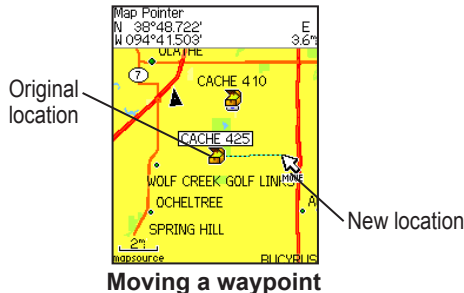 Map Pointer
N 38°48.722' E
W 094°41.503' 3.6m
OLATHE
7
CACHE 410
Original
location
CACHE 425
MOVE
WOLF CREEK GOLF LINKS
OCHELTREE
A
New location
SPRING HILL
2m
mapsource
BUCYRUS
Moving a waypoint